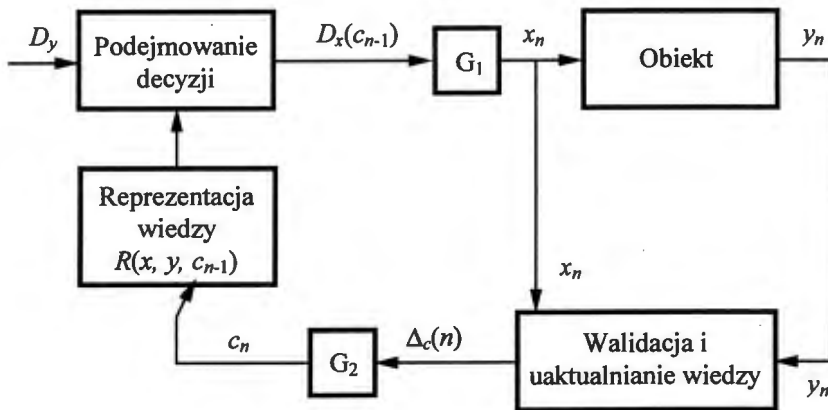 D_y
Podejmowanie
decyzji
D_x(c_{n-1})
G_1
x_n
Obiekt
y_n
Reprezentacja
wiedzy
R(x, y, c_{n-1})
x_n
c_n
G_2
Δ_c(n)
Walidacja i
uaktualnianie wiedzy
y_n